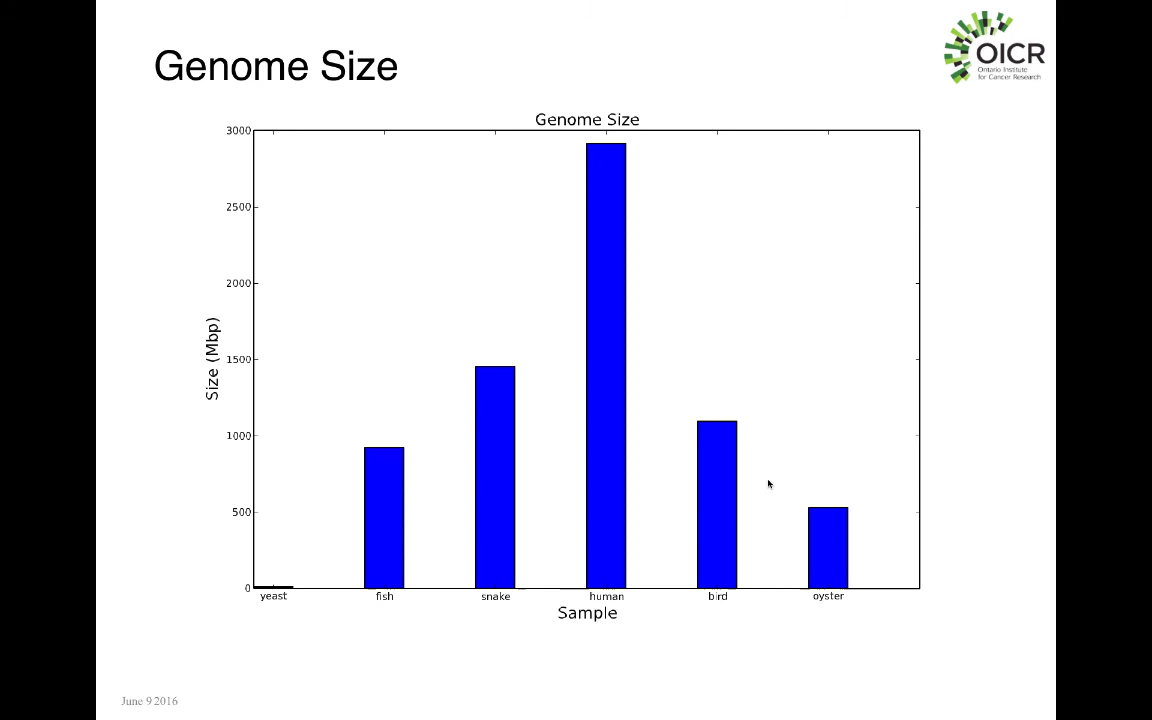 Genome Size
OICR
Ontario Institute
for Cancer Research
Genome Size
3000
2500
2000
1500
1000
500
0
Size (Mbp)
yeast fish snake human bird oyster
Sample
June 9 2016